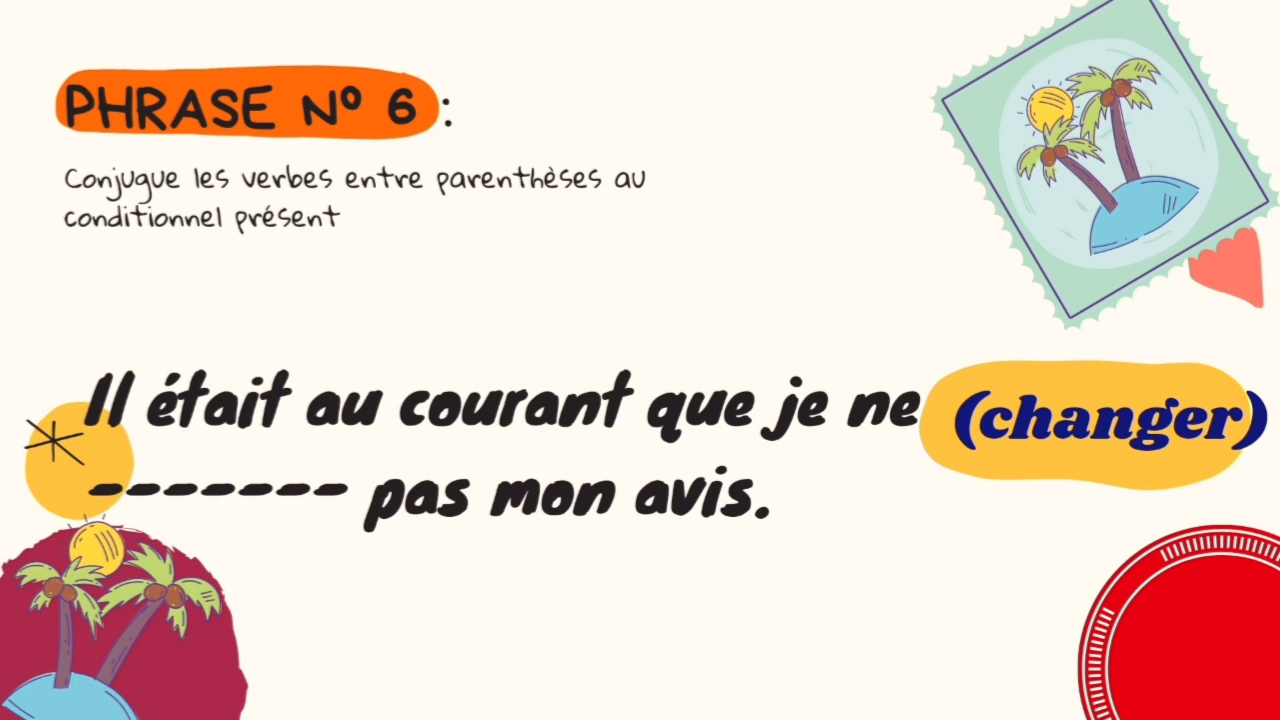 PHRASE Nº 6 :
Conjugue les verbes entre parenthèses au
conditionnel présent
Il était au courant que je ne (changer)
------- pas mon avis.